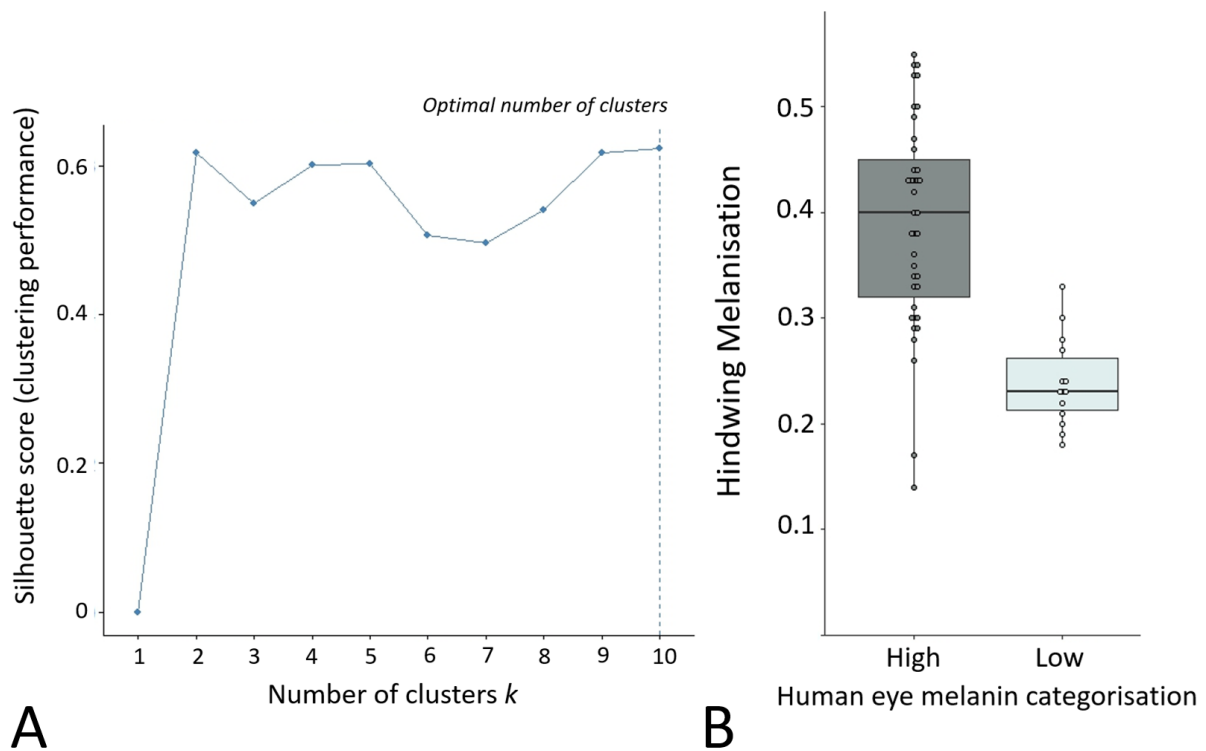 Optimal number of clusters
Silhouette score (clustering performance)
0.6
0.4
0.2
0
1 2 3 4 5 6 7 8 9 10
Number of clusters k
A
Hindwing Melanisation
0.5
0.4
0.3
0.2
0.1
High Low
Human eye melanin categorisation
B